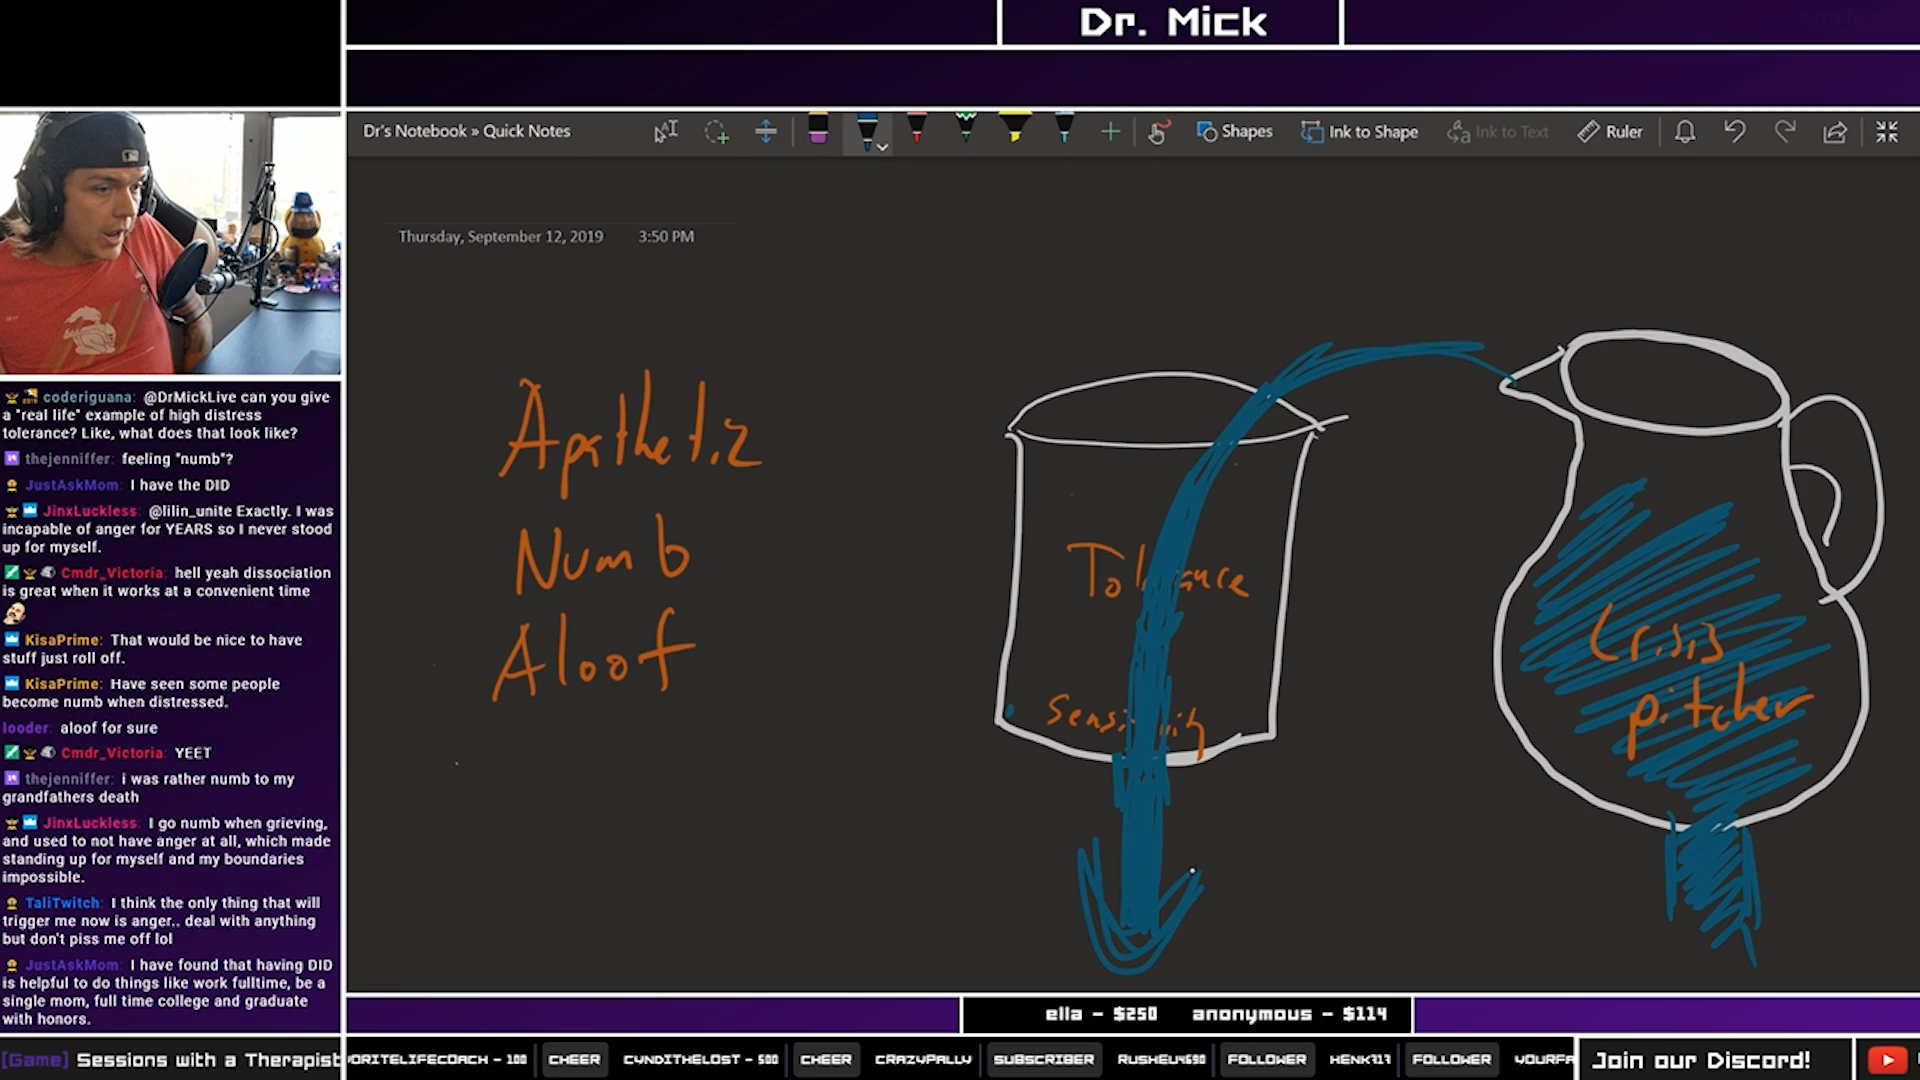 Dr. Mick
Dr's Notebook » Quick Notes
Shapes
Ink to Shape
Ink to Text
Ruler
Thursday, September 12, 2019 3:50 PM
Apathetic
Numb
Aloof
Tolerance
Sensitivity
Crisis
pitcher
coderiguana: @DrMickLive can you give
a "real life" example of high distress
tolerance? Like, what does that look like?
thejenniffer: feeling "numb"?
JustAskMom: I have the DID
JinxLuckless: @lilin_unite Exactly. I was
incapable of anger for YEARS so I never stood
up for myself.
Cmdr_Victoria: hell yeah dissociation
is great when it works at a convenient time
KisaPrime: That would be nice to have
stuff just roll off.
KisaPrime: Have seen some people
become numb when distressed.
looder: aloof for sure
Cmdr_Victoria: YEET
thejenniffer: i was rather numb to my
grandfathers death
JinxLuckless: I go numb when grieving,
and used to not have anger at all, which made
standing up for myself and my boundaries
impossible.
TaliTwitch: I think the only thing that will
trigger me now is anger.. deal with anything
but don't piss me off lol
JustAskMom: I have found that having DID
is helpful to do things like work fulltime, be a
single mom, full time college and graduate
with honors.
ella - $250 anonymous - $114
[Game] Sessions with a Therapist
ORITELIFECOACH - 100 CHEER CYNDITHELOST - 500 CHEER CRAZYPALLY SUBSCRIBER RUSHEU4690 FOLLOWER HENK717 FOLLOWER YOURFA
Join our Discord!